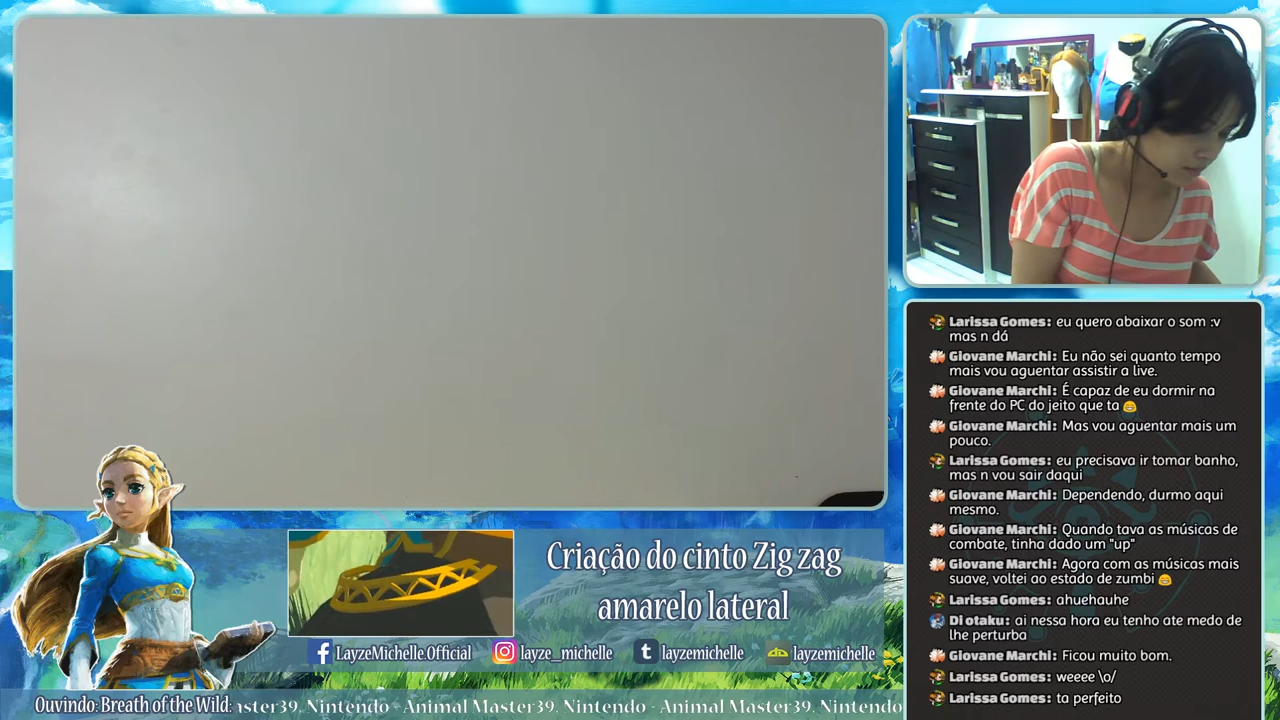 Larissa Gomes: eu quero abaixar o som :v
mas n dá
Giovane Marchi: Eu não sei quanto tempo
mais vou aguentar assistir a live.
Giovane Marchi: É capaz de eu dormir na
frente do PC do jeito que ta 😁
Giovane Marchi: Mas vou aguentar mais um
pouco.
Larissa Gomes: eu precisava ir tomar banho,
mas n vou sair daqui
Giovane Marchi: Dependendo, durmo aqui
mesmo.
Giovane Marchi: Quando tava as músicas de
combate, tinha dado um "up"
Giovane Marchi: Agora com as músicas mais
suave, voltei ao estado de zumbi 😁
Larissa Gomes: ahuehauhe
Di otaku: ai nessa hora eu tenho ate medo de
lhe perturba
Giovane Marchi: Ficou muito bom.
Larissa Gomes: weeee \o/
Larissa Gomes: ta perfeito
Criação do cinto Zig zag
amarelo lateral
LayzeMichelle.Official layze_michelle layzemichelle layzemichelle
Ouvindo: Breath of the Wild: ister39, Nintendo - Animal Master39, Nintendo - Animal Master39, Nintendo